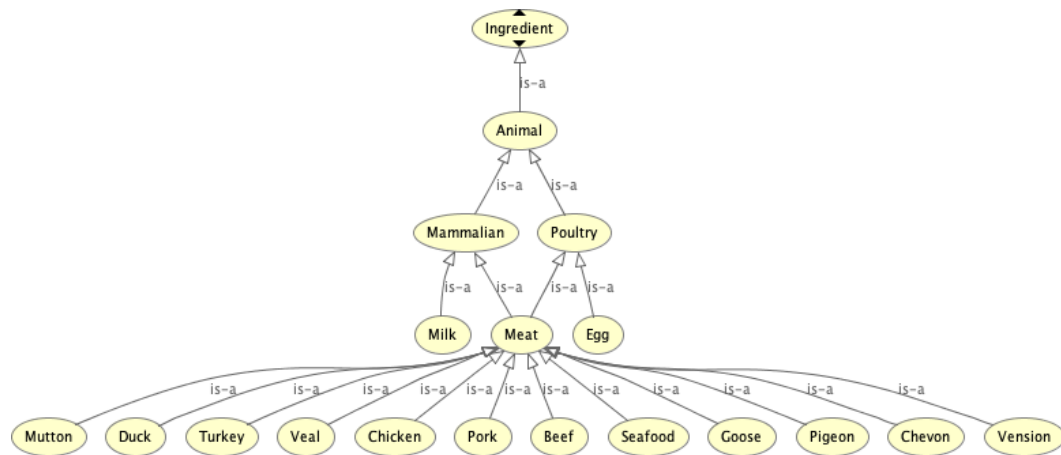 Ingredient
is-a
Animal
is-a is-a
Mammalian Poultry
is-a is-a is-a is-a
Milk Meat Egg
is-a is-a is-a is-a is-a is-a is-a is-a is-a is-a is-a is-a
Mutton Duck Turkey Veal Chicken Pork Beef Seafood Goose Pigeon Chevon Vension